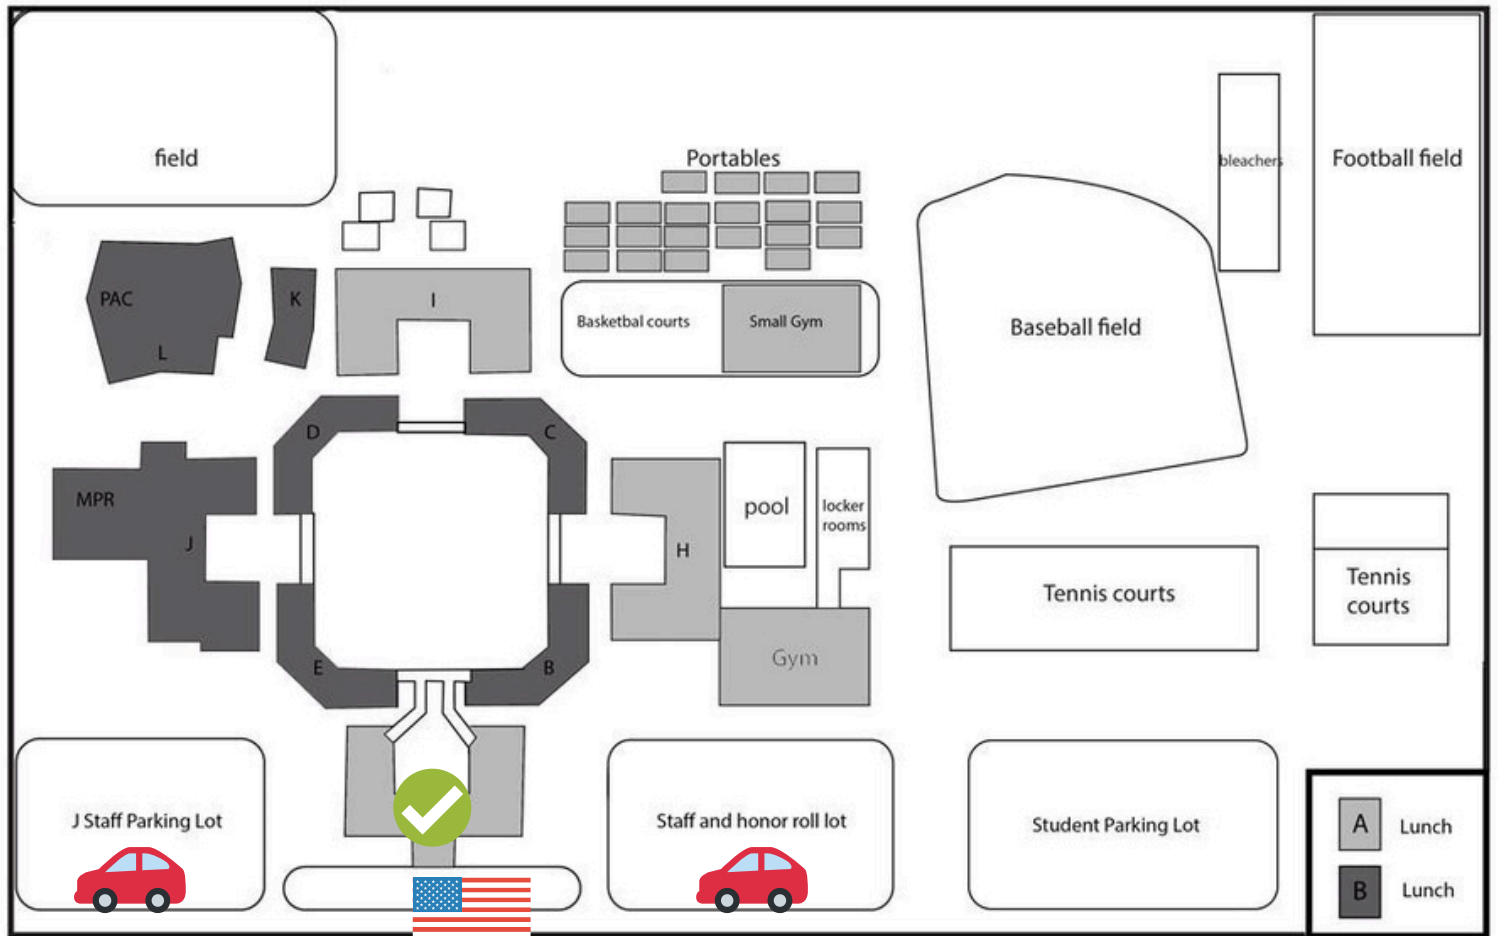 field
Portables
bleachers
Football field
PAC
L
K
I
Basketbal courts
Small Gym
Baseball field
D
C
MPR
J
H
pool
locker
rooms
Tennis courts
Tennis
courts
E
B
Gym
J Staff Parking Lot
Staff and honor roll lot
Student Parking Lot
A Lunch
B Lunch